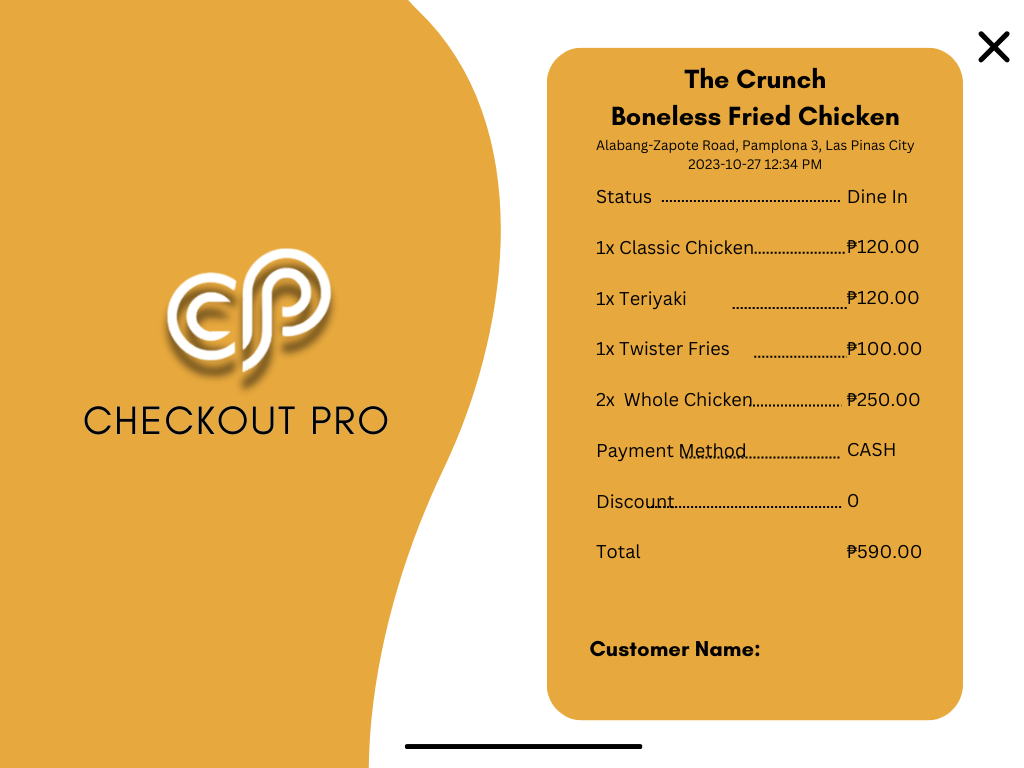 The Crunch
Boneless Fried Chicken
Alabang-Zapote Road, Pamplona 3, Las Pinas City
2023-10-27 12:34 PM
Status ........................................ Dine In
1x Classic Chicken........................₱120.00
1x Teriyaki ..............................₱120.00
1x Twister Fries ........................₱100.00
2x Whole Chicken........................ ₱250.00
Payment Method........................ CASH
Discount........................................ 0
Total ₱590.00
Customer Name:
cp
CHECKOUT PRO